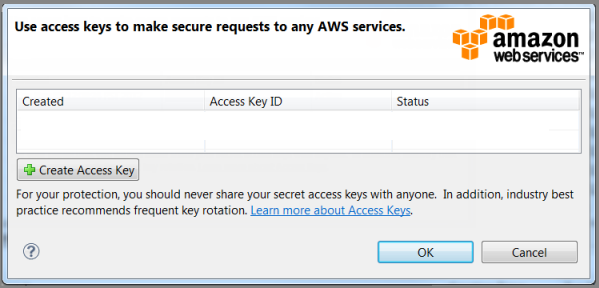 Use access keys to make secure requests to any AWS services.
amazon
webservices™
Created Access Key ID Status
Create Access Key
For your protection, you should never share your secret access keys with anyone. In addition, industry best
practice recommends frequent key rotation. Learn more about Access Keys.
? OK Cancel